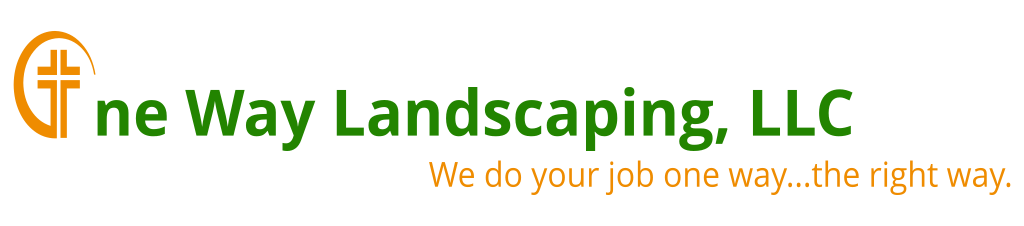 One Way Landscaping, LLC
We do your job one way...the right way.